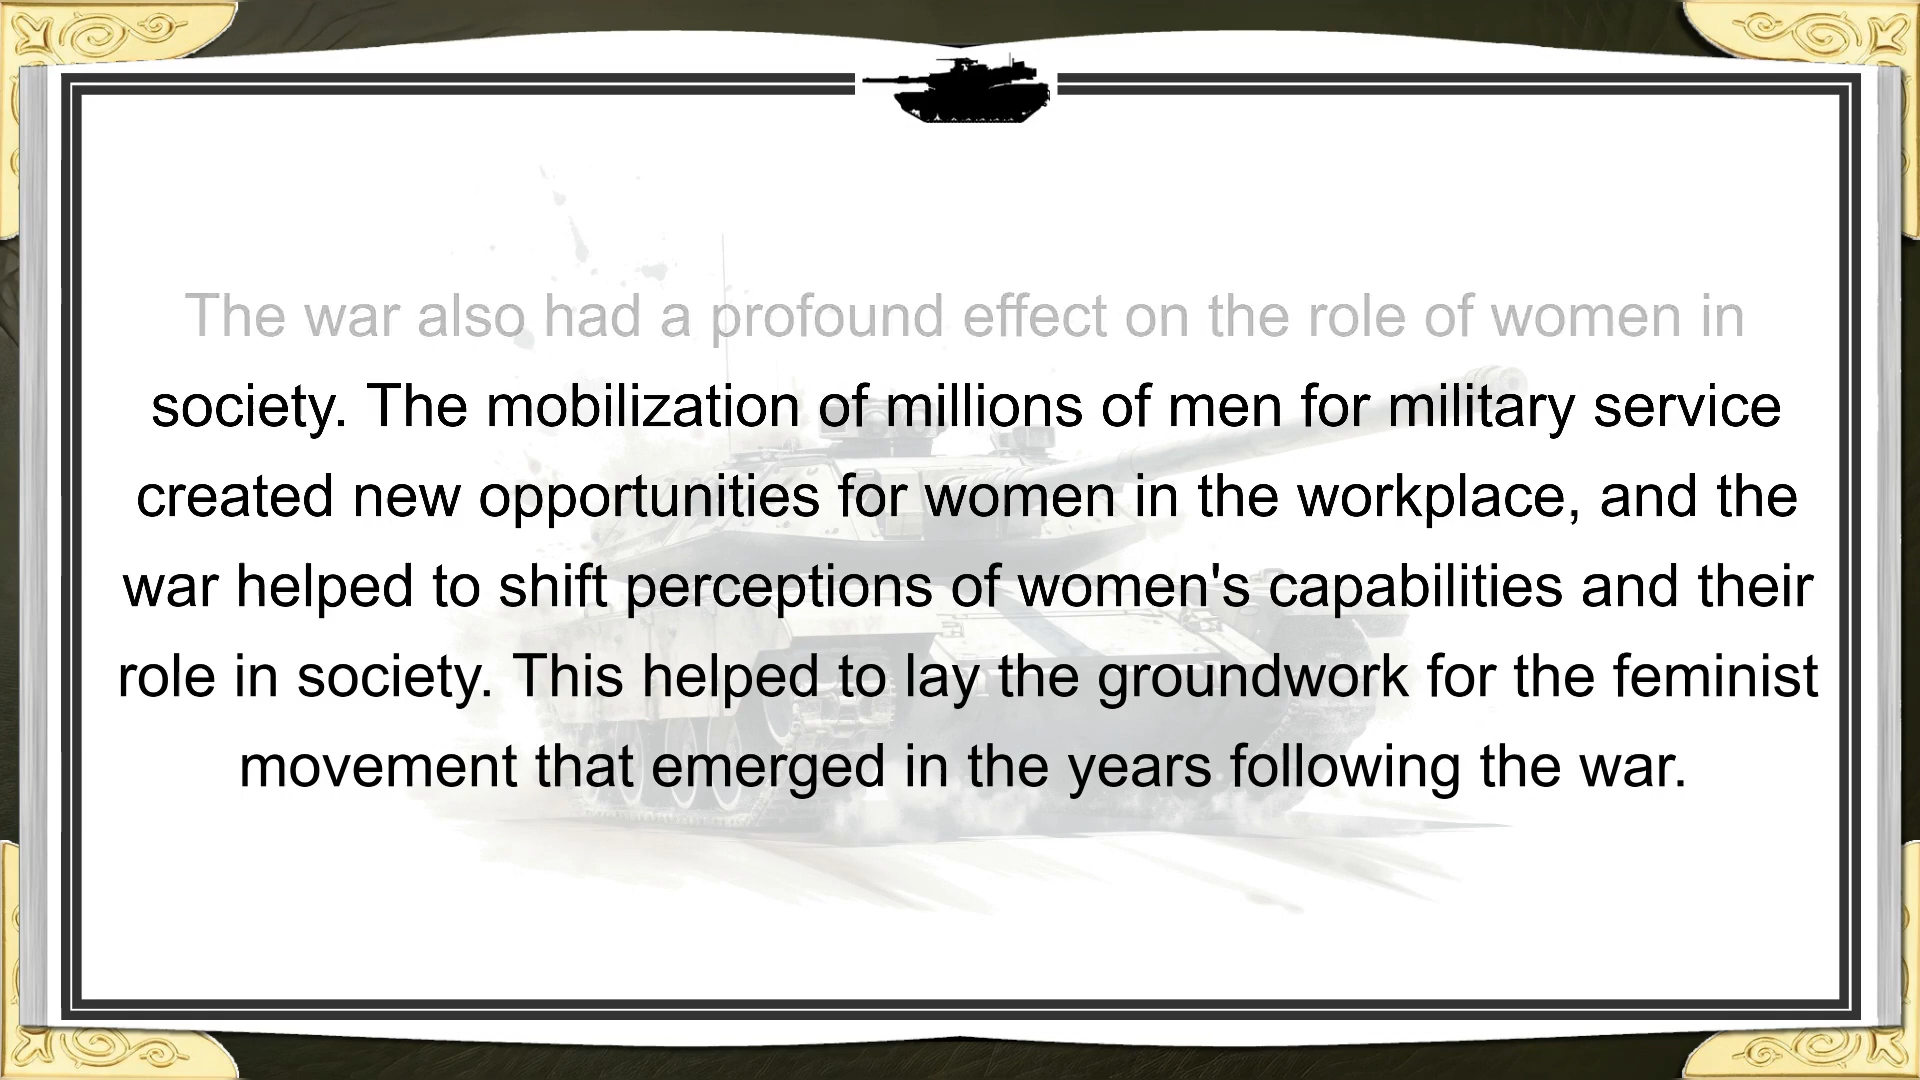 The war also had a profound effect on the role of women in
society. The mobilization of millions of men for military service
created new opportunities for women in the workplace, and the
war helped to shift perceptions of women's capabilities and their
role in society. This helped to lay the groundwork for the feminist
movement that emerged in the years following the war.